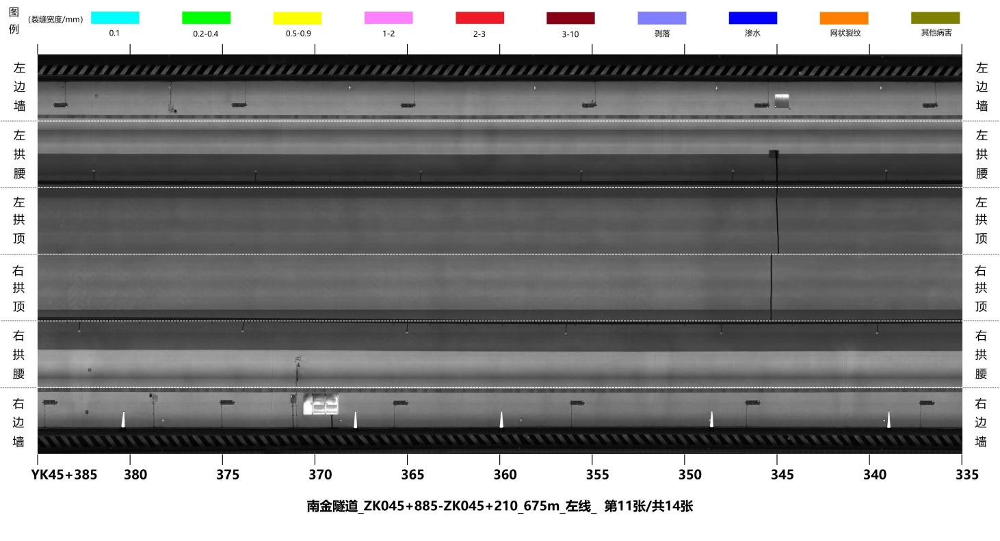 图例
(裂缝宽度/mm)
0.1
0.2-0.4
0.5-0.9
1-2
2-3
3-10
剥落
渗水
网状裂纹
其他病害
左边墙
左边墙
左拱腰
左拱腰
左拱顶
左拱顶
右拱顶
右拱顶
右拱腰
右拱腰
右边墙
右边墙
YK45+385 380 375 370 365 360 355 350 345 340 335
南金隧道_ZK045+885-ZK045+210_675m_左线_ 第11张/共14张